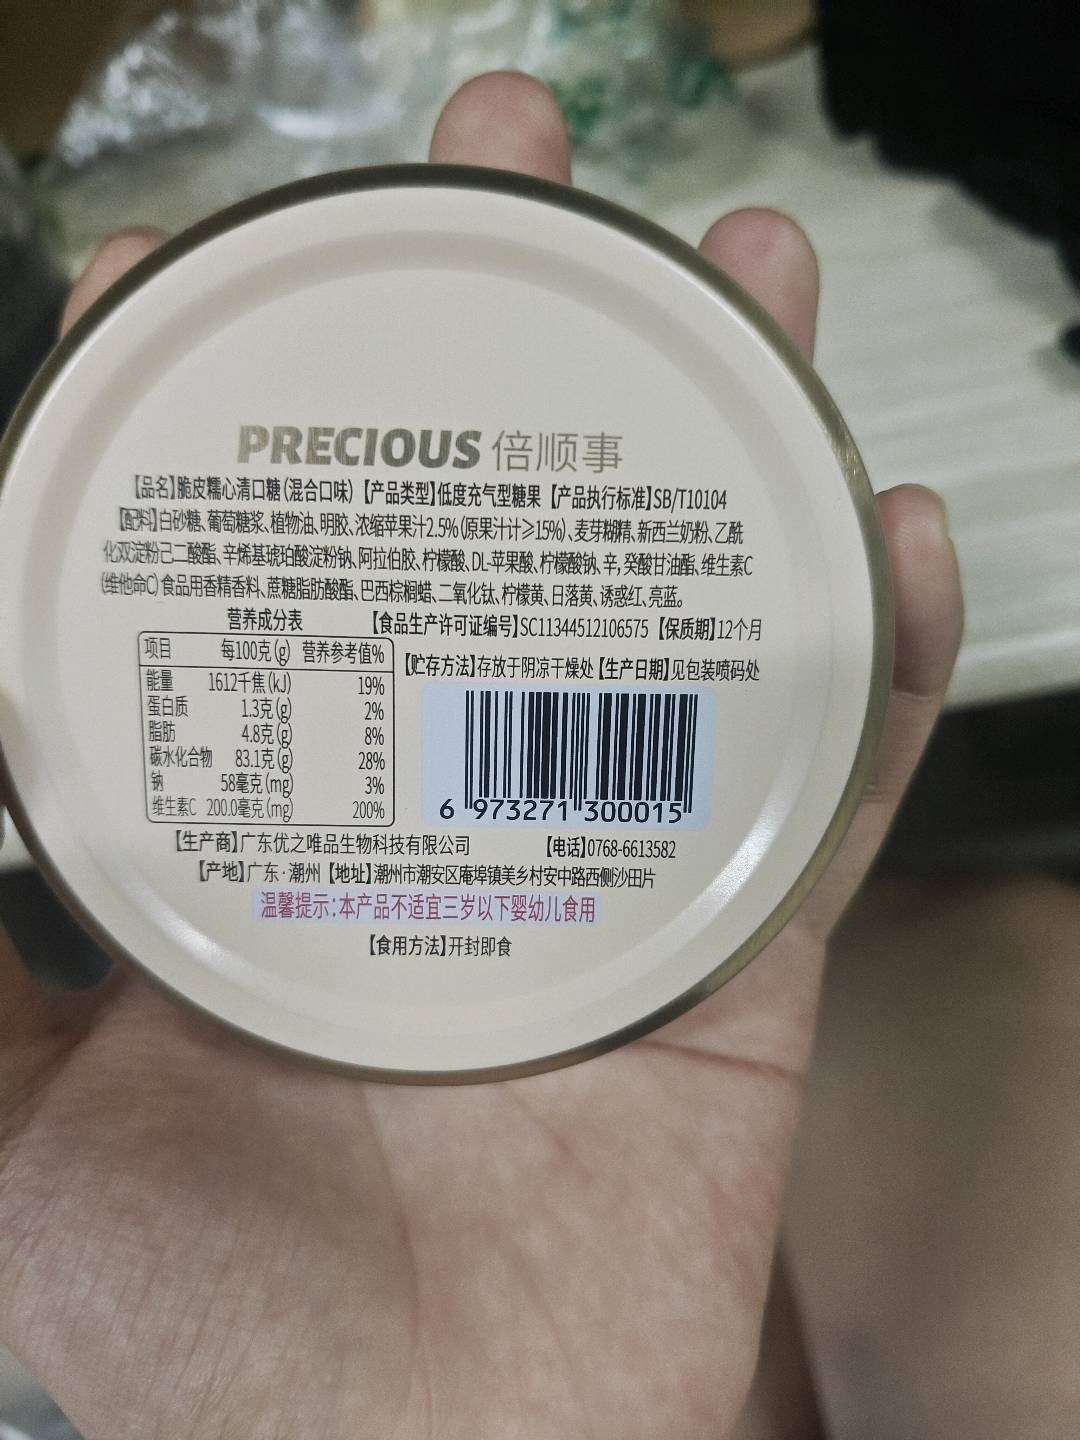 PRECIOUS 倍顺事
【品名】脆皮糯心清口糖(混合口味)【产品类型】低度充气型糖果【产品执行标准】SB/T10104
【配料】白砂糖、葡萄糖浆、植物油、明胶、浓缩苹果汁2.5%(原果汁计≥15%)、麦芽糊精、新西兰奶粉、乙酰
化双淀粉己二酸酯、辛烯基琥珀酸淀粉钠、阿拉伯胶、柠檬酸、DL-苹果酸、柠檬酸钠、辛,癸酸甘油酯、维生素C
(维他命C)食品用香精香料、蔗糖脂肪酸酯、巴西棕榈蜡、二氧化钛、柠檬黄、日落黄、诱惑红、亮蓝。
营养成分表
【食品生产许可证编号】SC11344512106575【保质期】12个月
项目 每100克(g) 营养参考值%
能量 1612千焦(kJ) 19%
蛋白质 1.3克(g) 2%
脂肪 4.8克(g) 8%
碳水化合物 83.1克(g) 28%
钠 58毫克(mg) 3%
维生素C 200.0毫克(mg) 200%
【贮存方法】存放于阴凉干燥处【生产日期】见包装喷码处
6 973271 300015
【生产商】广东优之唯品生物科技有限公司 【电话】0768-6613582
【产地】广东·潮州【地址】潮州市潮安区庵埠镇美乡村安中路西侧沙田片
温馨提示:本产品不适宜三岁以下婴幼儿食用
【食用方法】开封即食